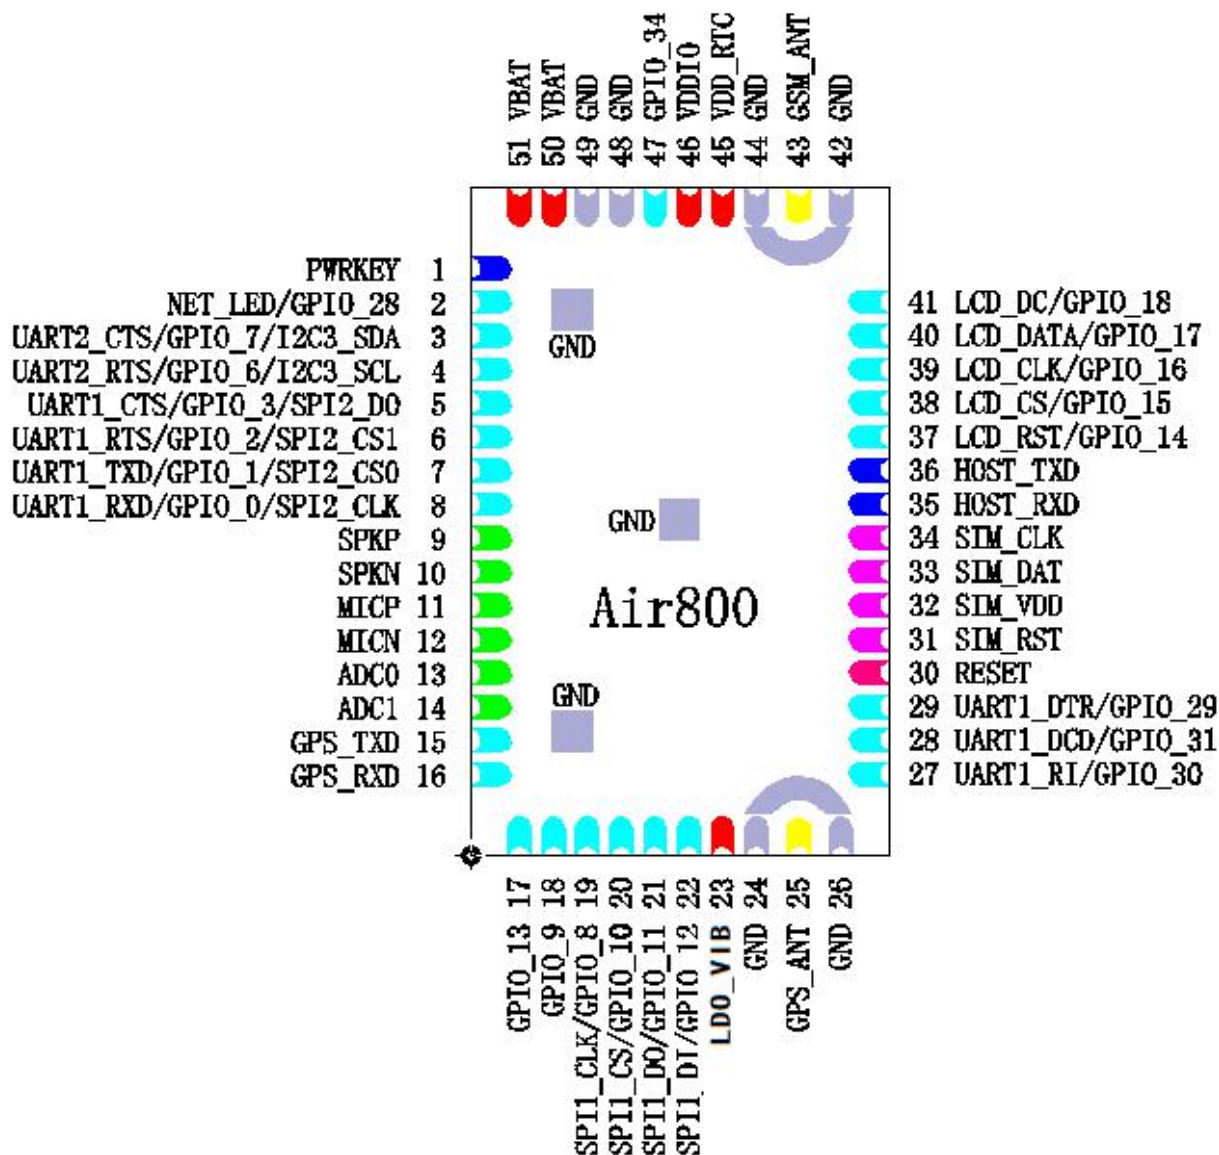 51 VBAT
50 VBAT
49 GND
48 GND
47 GPIO_34
46 VDDIO
45 VDD_RTC
44 GND
43 GSM_ANT
42 GND
PWRKEY 1
NET_LED/GPIO_28 2
UART2_CTS/GPIO_7/I2C3_SDA 3
UART2_RTS/GPIO_6/I2C3_SCL 4
UART1_CTS/GPIO_3/SPI2_DO 5
UART1_RTS/GPIO_2/SPI2_CS1 6
UART1_TXD/GPIO_1/SPI2_CS0 7
UART1_RXD/GPIO_0/SPI2_CLK 8
SPKP 9
SPKN 10
MICP 11
MICN 12
ADC0 13
ADC1 14
GPS_TXD 15
GPS_RXD 16
GND
GND
Air800
GND
41 LCD_DC/GPIO_18
40 LCD_DATA/GPIO_17
39 LCD_CLK/GPIO_16
38 LCD_CS/GPIO_15
37 LCD_RST/GPIO_14
36 HOST_TXD
35 HOST_RXD
34 SIM_CLK
33 SIM_DAT
32 SIM_VDD
31 SIM_RST
30 RESET
29 UART1_DTR/GPIO_29
28 UART1_DCD/GPIO_31
27 UART1_RI/GPIO_30
GPIO_13 17
GPIO_9 18
SPI1_CLK/GPIO_8 19
SPI1_CS/GPIO_10 20
SPI1_DO/GPIO_11 21
SPI1_DI/GPIO_12 22
LDO_VIB 23
GND 24
GPS_ANT 25
GND 26